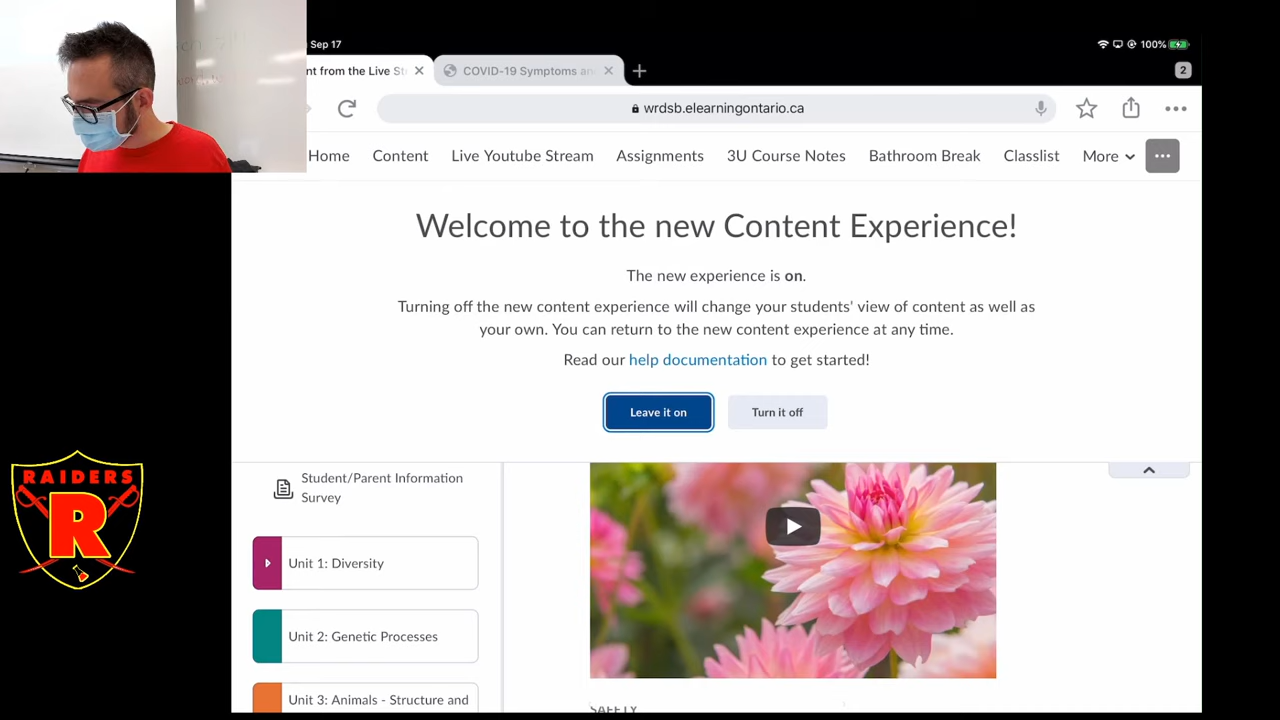 Sep 17
100%
nt from the Live St
COVID-19 Symptoms an
2
wrdsb.elearningontario.ca
Home Content Live Youtube Stream Assignments 3U Course Notes Bathroom Break Classlist More
Welcome to the new Content Experience!
The new experience is on.
Turning off the new content experience will change your students' view of content as well as
your own. You can return to the new content experience at any time.
Read our help documentation to get started!
Leave it on
Turn it off
Student/Parent Information
Survey
Unit 1: Diversity
Unit 2: Genetic Processes
Unit 3: Animals - Structure and
SAFETY
RAIDERS
R